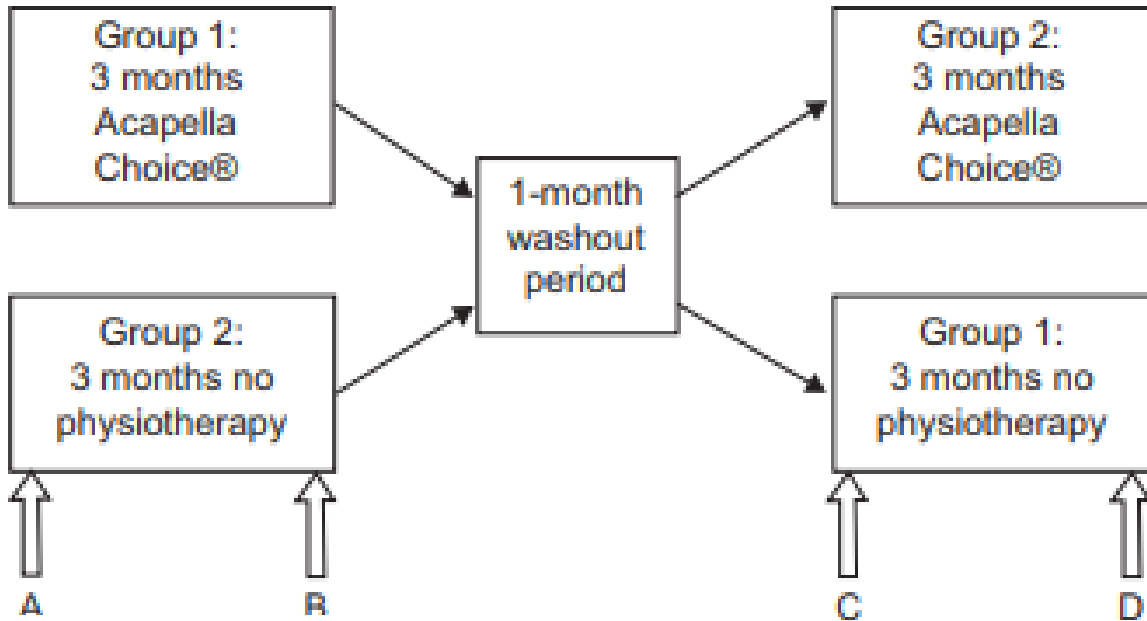 Group 1:
3 months
Acapella
Choice®
Group 2:
3 months no
physiotherapy
1-month
washout
period
Group 2:
3 months
Acapella
Choice®
Group 1:
3 months no
physiotherapy
A
B
C
D